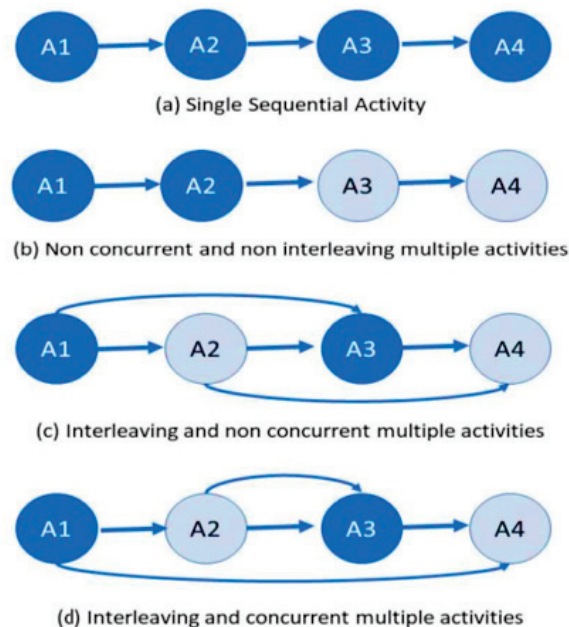 A1 A2 A3 A4
(a) Single Sequential Activity
A1 A2 A3 A4
(b) Non concurrent and non interleaving multiple activities
A1 A2 A3 A4
(c) Interleaving and non concurrent multiple activities
A1 A2 A3 A4
(d) Interleaving and concurrent multiple activities